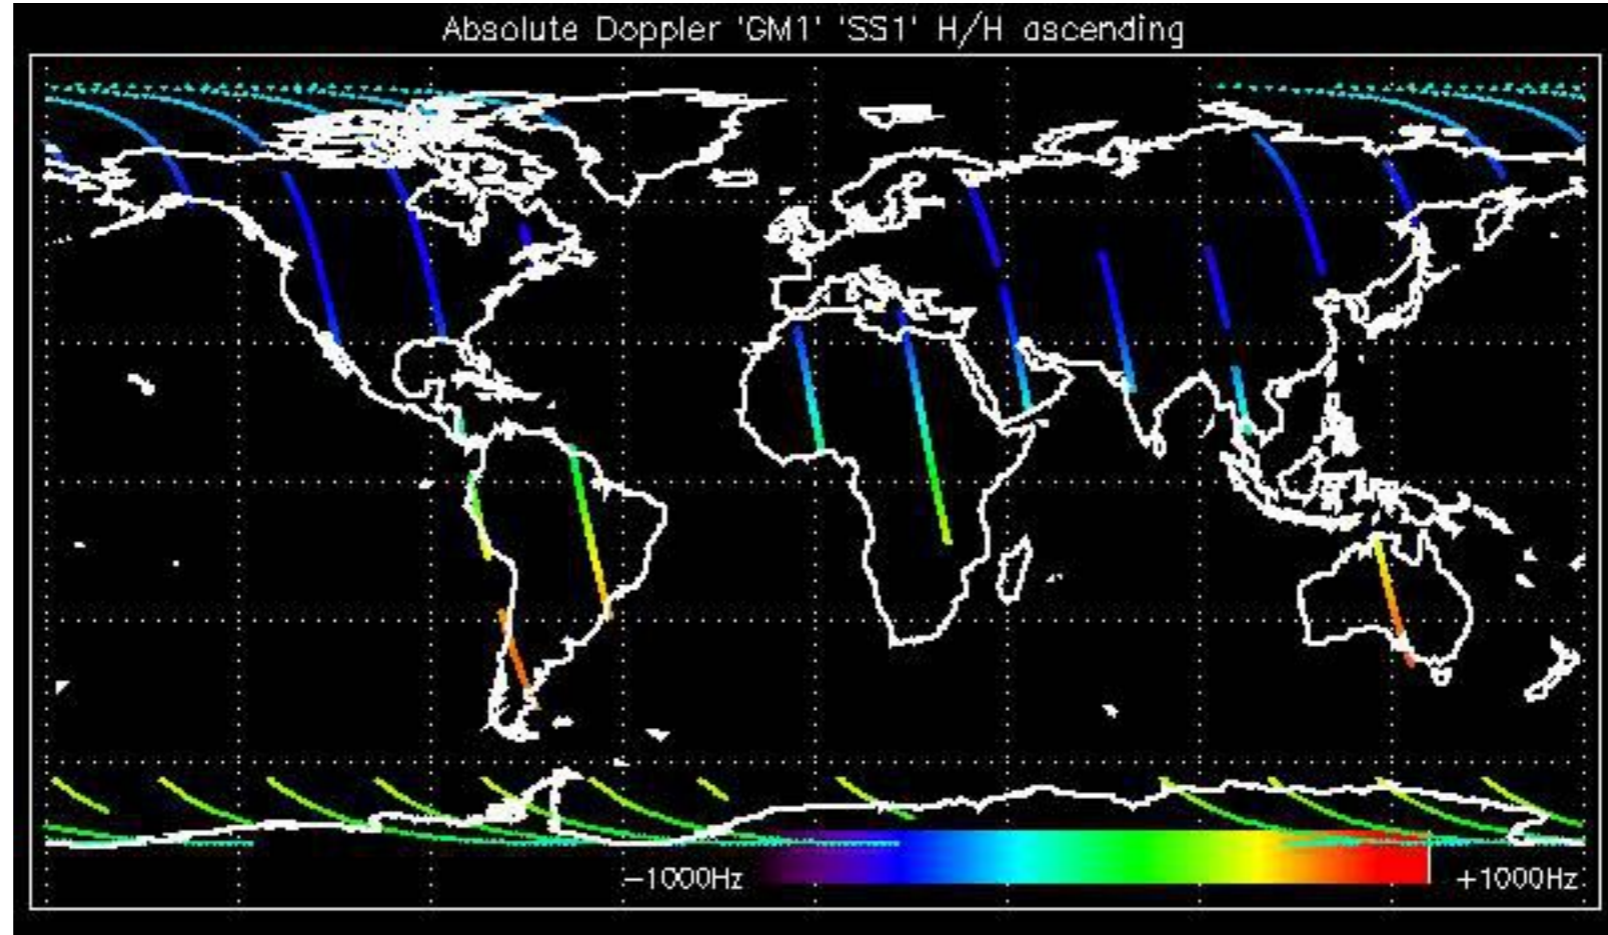 Absolute Doppler 'GM1' 'SS1' H/H ascending
−1000Hz
+1000Hz